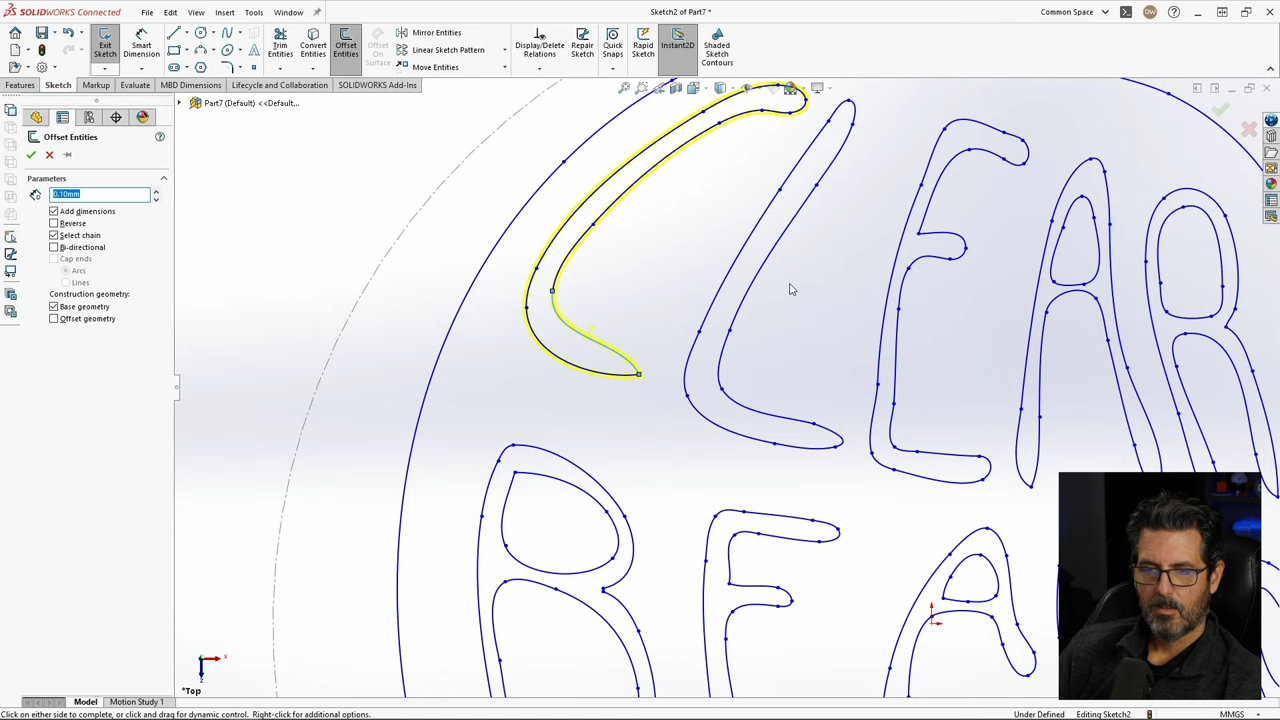 SOLIDWORKS Connected
File Edit View Insert Tools Window
Sketch2 of Part7 *
Common Space
DW
Exit Sketch
Smart Dimension
Trim Entities
Convert Entities
Offset Entities
Offset On Surface
Mirror Entities
Linear Sketch Pattern
Move Entities
Display/Delete Relations
Repair Sketch
Quick Snaps
Rapid Sketch
Instant2D
Shaded Sketch Contours
Features Sketch Markup Evaluate MBD Dimensions Lifecycle and Collaboration SOLIDWORKS Add-Ins
Part7 (Default) <<Default...
Offset Entities
Parameters
0.10mm
Add dimensions
Reverse
Select chain
Bi-directional
Cap ends
Arcs
Lines
Construction geometry:
Base geometry
Offset geometry
CLEAR
REA
x
z
*Top
Model Motion Study 1
Click on either side to complete, or click and drag for dynamic control. Right-click for additional options.
Under Defined Editing Sketch2 MMGS